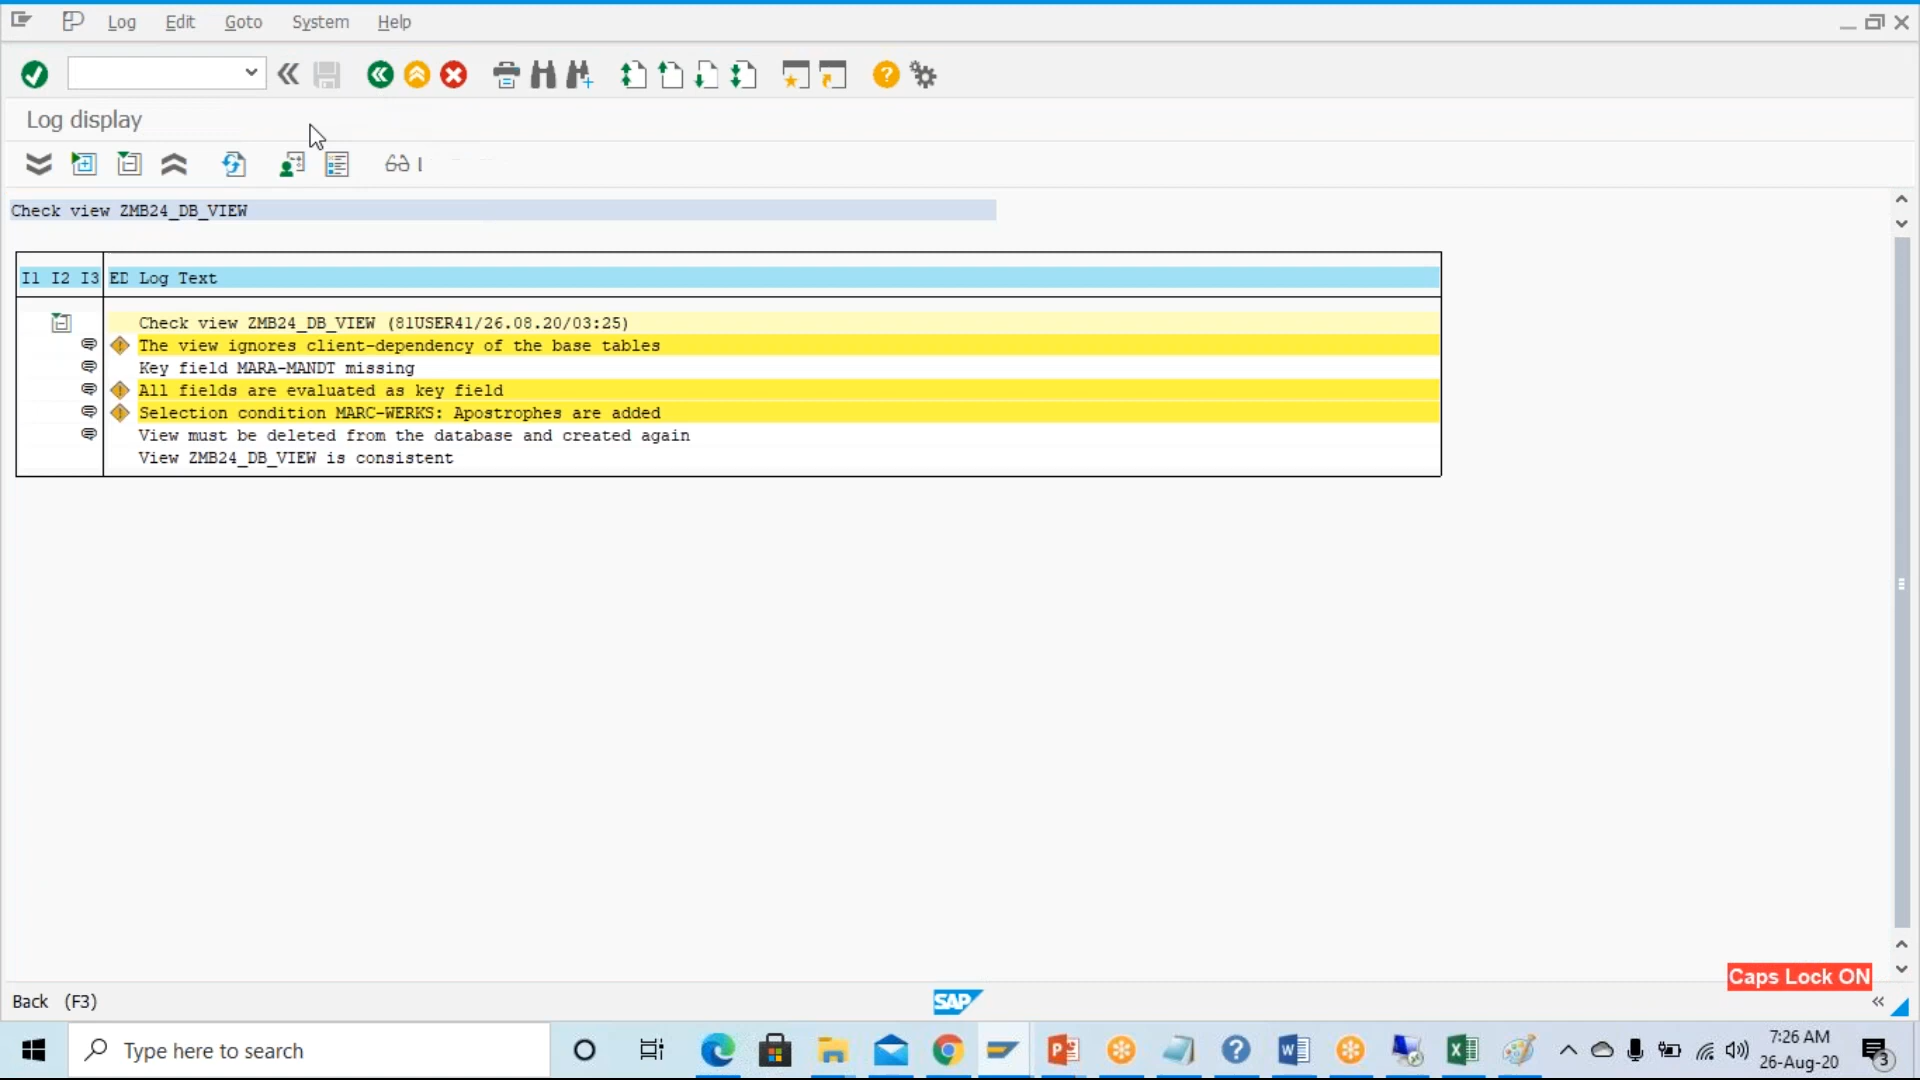 Log Edit Goto System Help
Log display
Check view ZMB24_DB_VIEW
I1 I2 I3 ED Log Text
Check view ZMB24_DB_VIEW (81USER41/26.08.20/03:25)
The view ignores client-dependency of the base tables
Key field MARA-MANDT missing
All fields are evaluated as key field
Selection condition MARC-WERKS: Apostrophes are added
View must be deleted from the database and created again
View ZMB24_DB_VIEW is consistent
Caps Lock ON
Back (F3)
SAP
Type here to search
7:26 AM
26-Aug-20
3